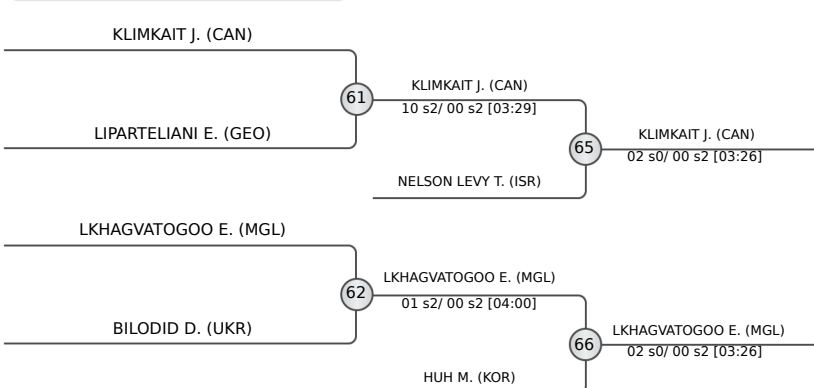 KLIMKAIT J. (CAN)
61
KLIMKAIT J. (CAN)
10 s2/ 00 s2 [03:29]
LIPARTELIANI E. (GEO)
65
KLIMKAIT J. (CAN)
02 s0/ 00 s2 [03:26]
NELSON LEVY T. (ISR)
LKHAGVATOGOO E. (MGL)
62
LKHAGVATOGOO E. (MGL)
01 s2/ 00 s2 [04:00]
BILODID D. (UKR)
66
LKHAGVATOGOO E. (MGL)
02 s0/ 00 s2 [03:26]
HUH M. (KOR)